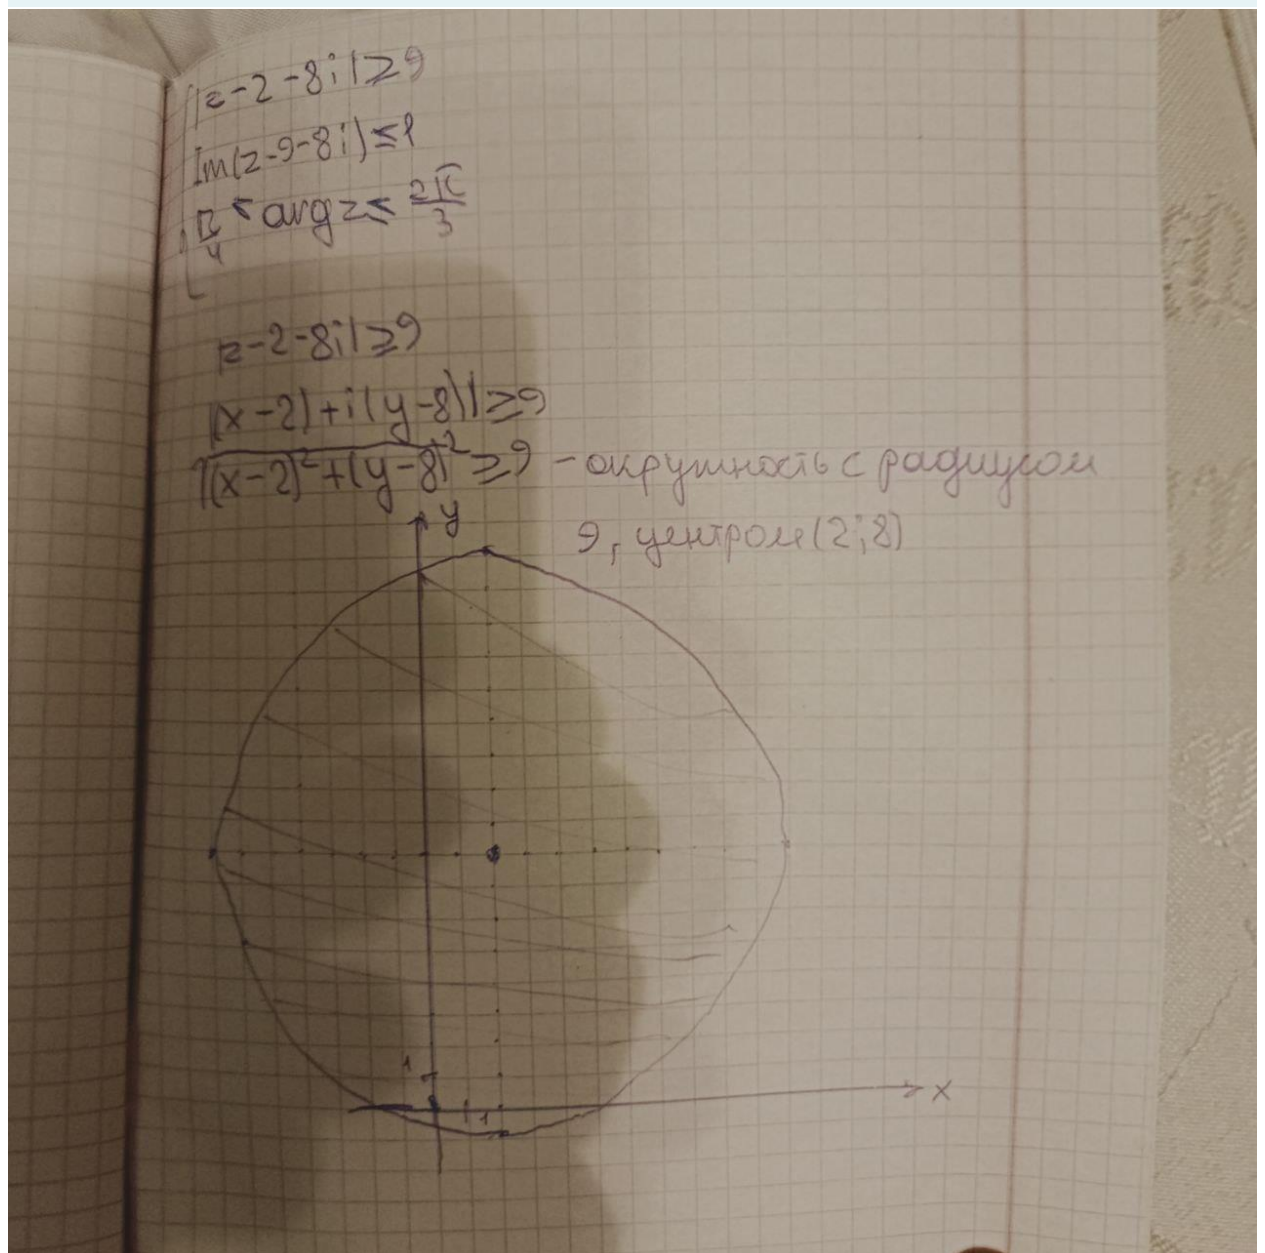 |z-2-8i|≥9
Im(z-9-8i)≤1
π/4 < arg z ≤ 2π/3
|z-2-8i|≥9
|(x-2)+i(y-8)|≥9
√((x-2)²+(y-8)²)≥9 - окружность с радиусом
9, центром (2;8)
y
1
1
x